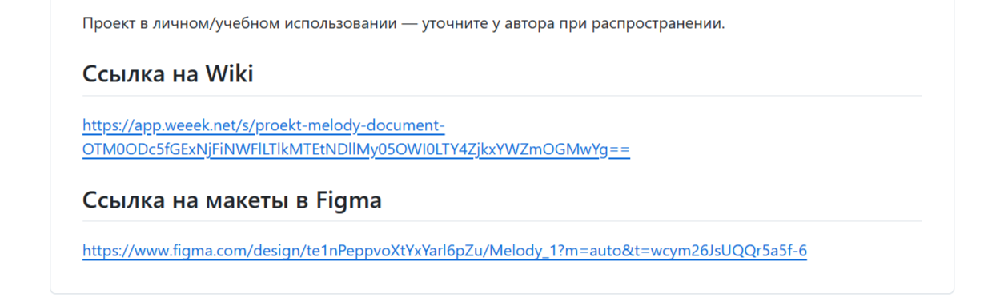 Проект в личном/учебном использовании — уточните у автора при распространении.
Ссылка на Wiki
https://app.weeek.net/s/proekt-melody-document-
OTM0ODc5fGExNjFiNWFlLTlkMTEtNDllMy05OWI0LTY4ZjkxYWZmOGMwYg==
Ссылка на макеты в Figma
https://www.figma.com/design/te1nPeppvoXtYxYarl6pZu/Melody_1?m=auto&t=wcym26JsUQQr5a5f-6